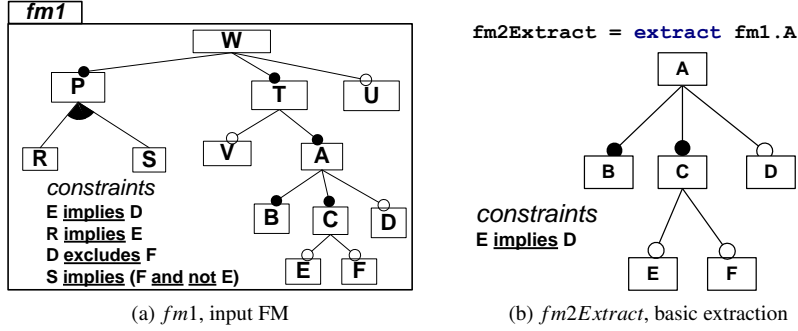 fm1
W
P
T
U
R
S
V
A
B
C
D
E
F
constraints
E implies D
R implies E
D excludes F
S implies (F and not E)
(a) fm1, input FM
fm2Extract = extract fm1.A
A
B
C
D
E
F
constraints
E implies D
(b) fm2Extract, basic extraction